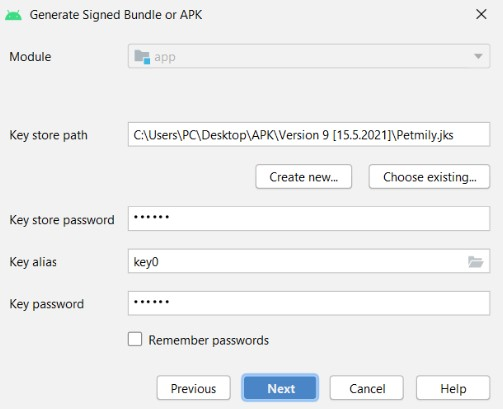 Generate Signed Bundle or APK
Module app
Key store path C:\Users\PC\Desktop\APK\Version 9 [15.5.2021]\Petmily.jks
Create new... Choose existing...
Key store password ••••••
Key alias key0
Key password ••••••
Remember passwords
Previous Next Cancel Help